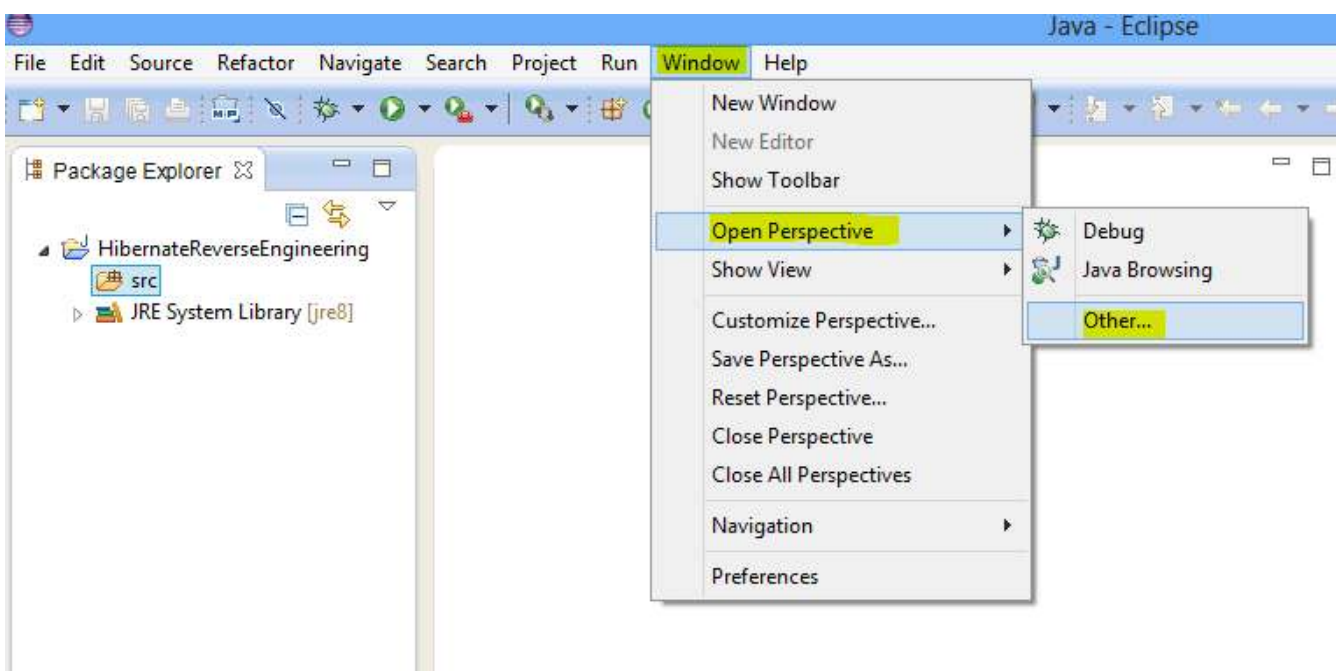 Java - Eclipse
File Edit Source Refactor Navigate Search Project Run Window Help
Package Explorer
HibernateReverseEngineering
src
JRE System Library [jre8]
New Window
New Editor
Show Toolbar
Open Perspective
Show View
Customize Perspective...
Save Perspective As...
Reset Perspective...
Close Perspective
Close All Perspectives
Navigation
Preferences
Debug
Java Browsing
Other...